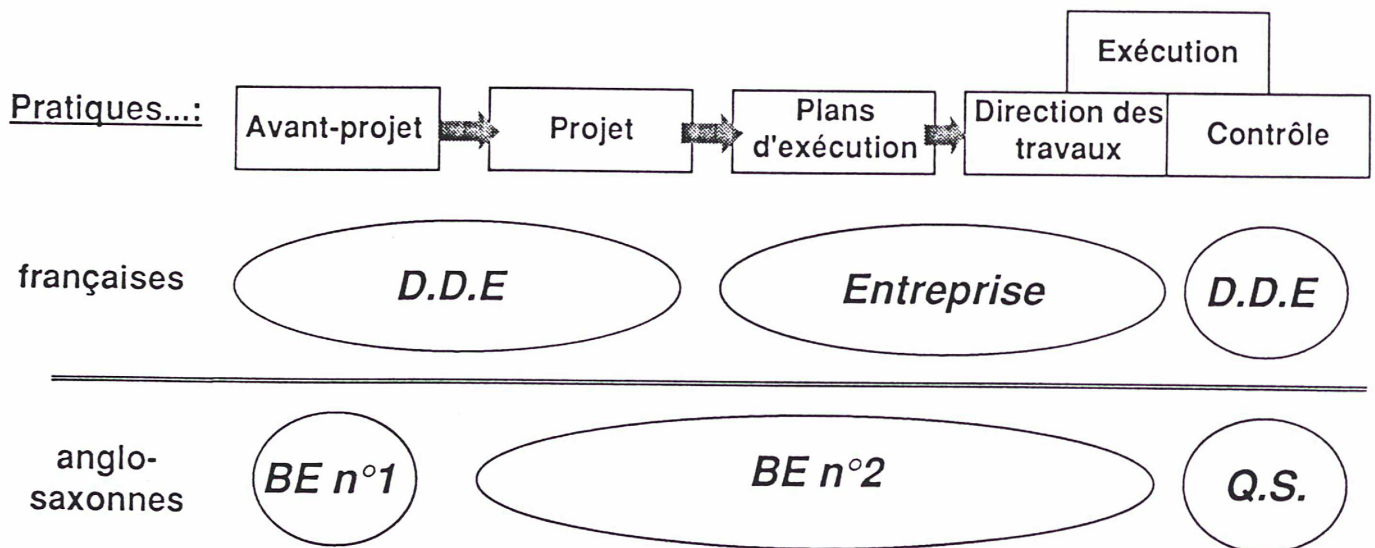 Exécution
Pratiques...:
Avant-projet
Projet
Plans
d'exécution
Direction des
travaux
Contrôle
françaises
D.D.E
Entreprise
D.D.E
anglo-
saxonnes
BE n°1
BE n°2
Q.S.